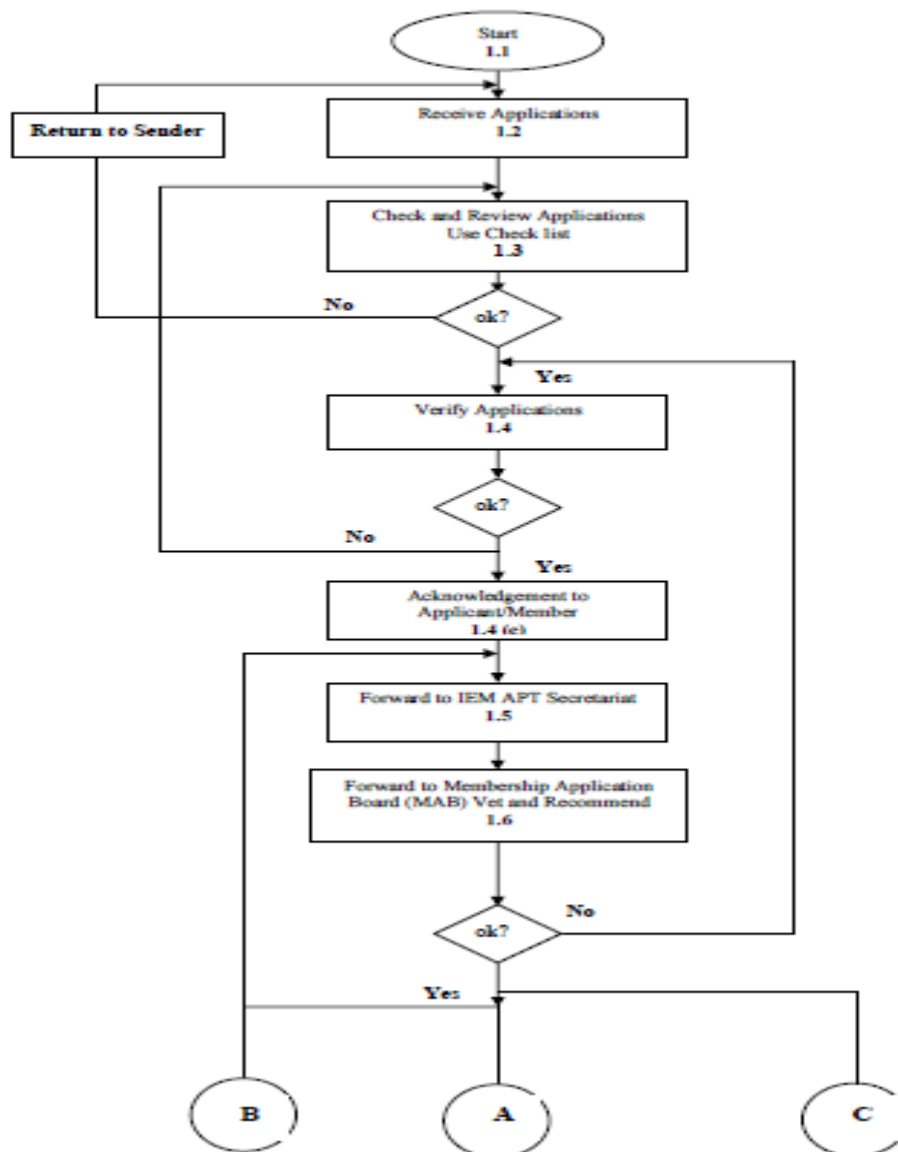 Start
1.1
Return to Sender
Receive Applications
1.2
Check and Review Applications
Use Check list
1.3
No
ok?
Yes
Verify Applications
1.4
ok?
No
Yes
Acknowledgement to
Applicant/Member
1.4 (e)
Forward to IEM APT Secretariat
1.5
Forward to Membership Application
Board (MAB) Vet and Recommend
1.6
No
ok?
Yes
B
A
C